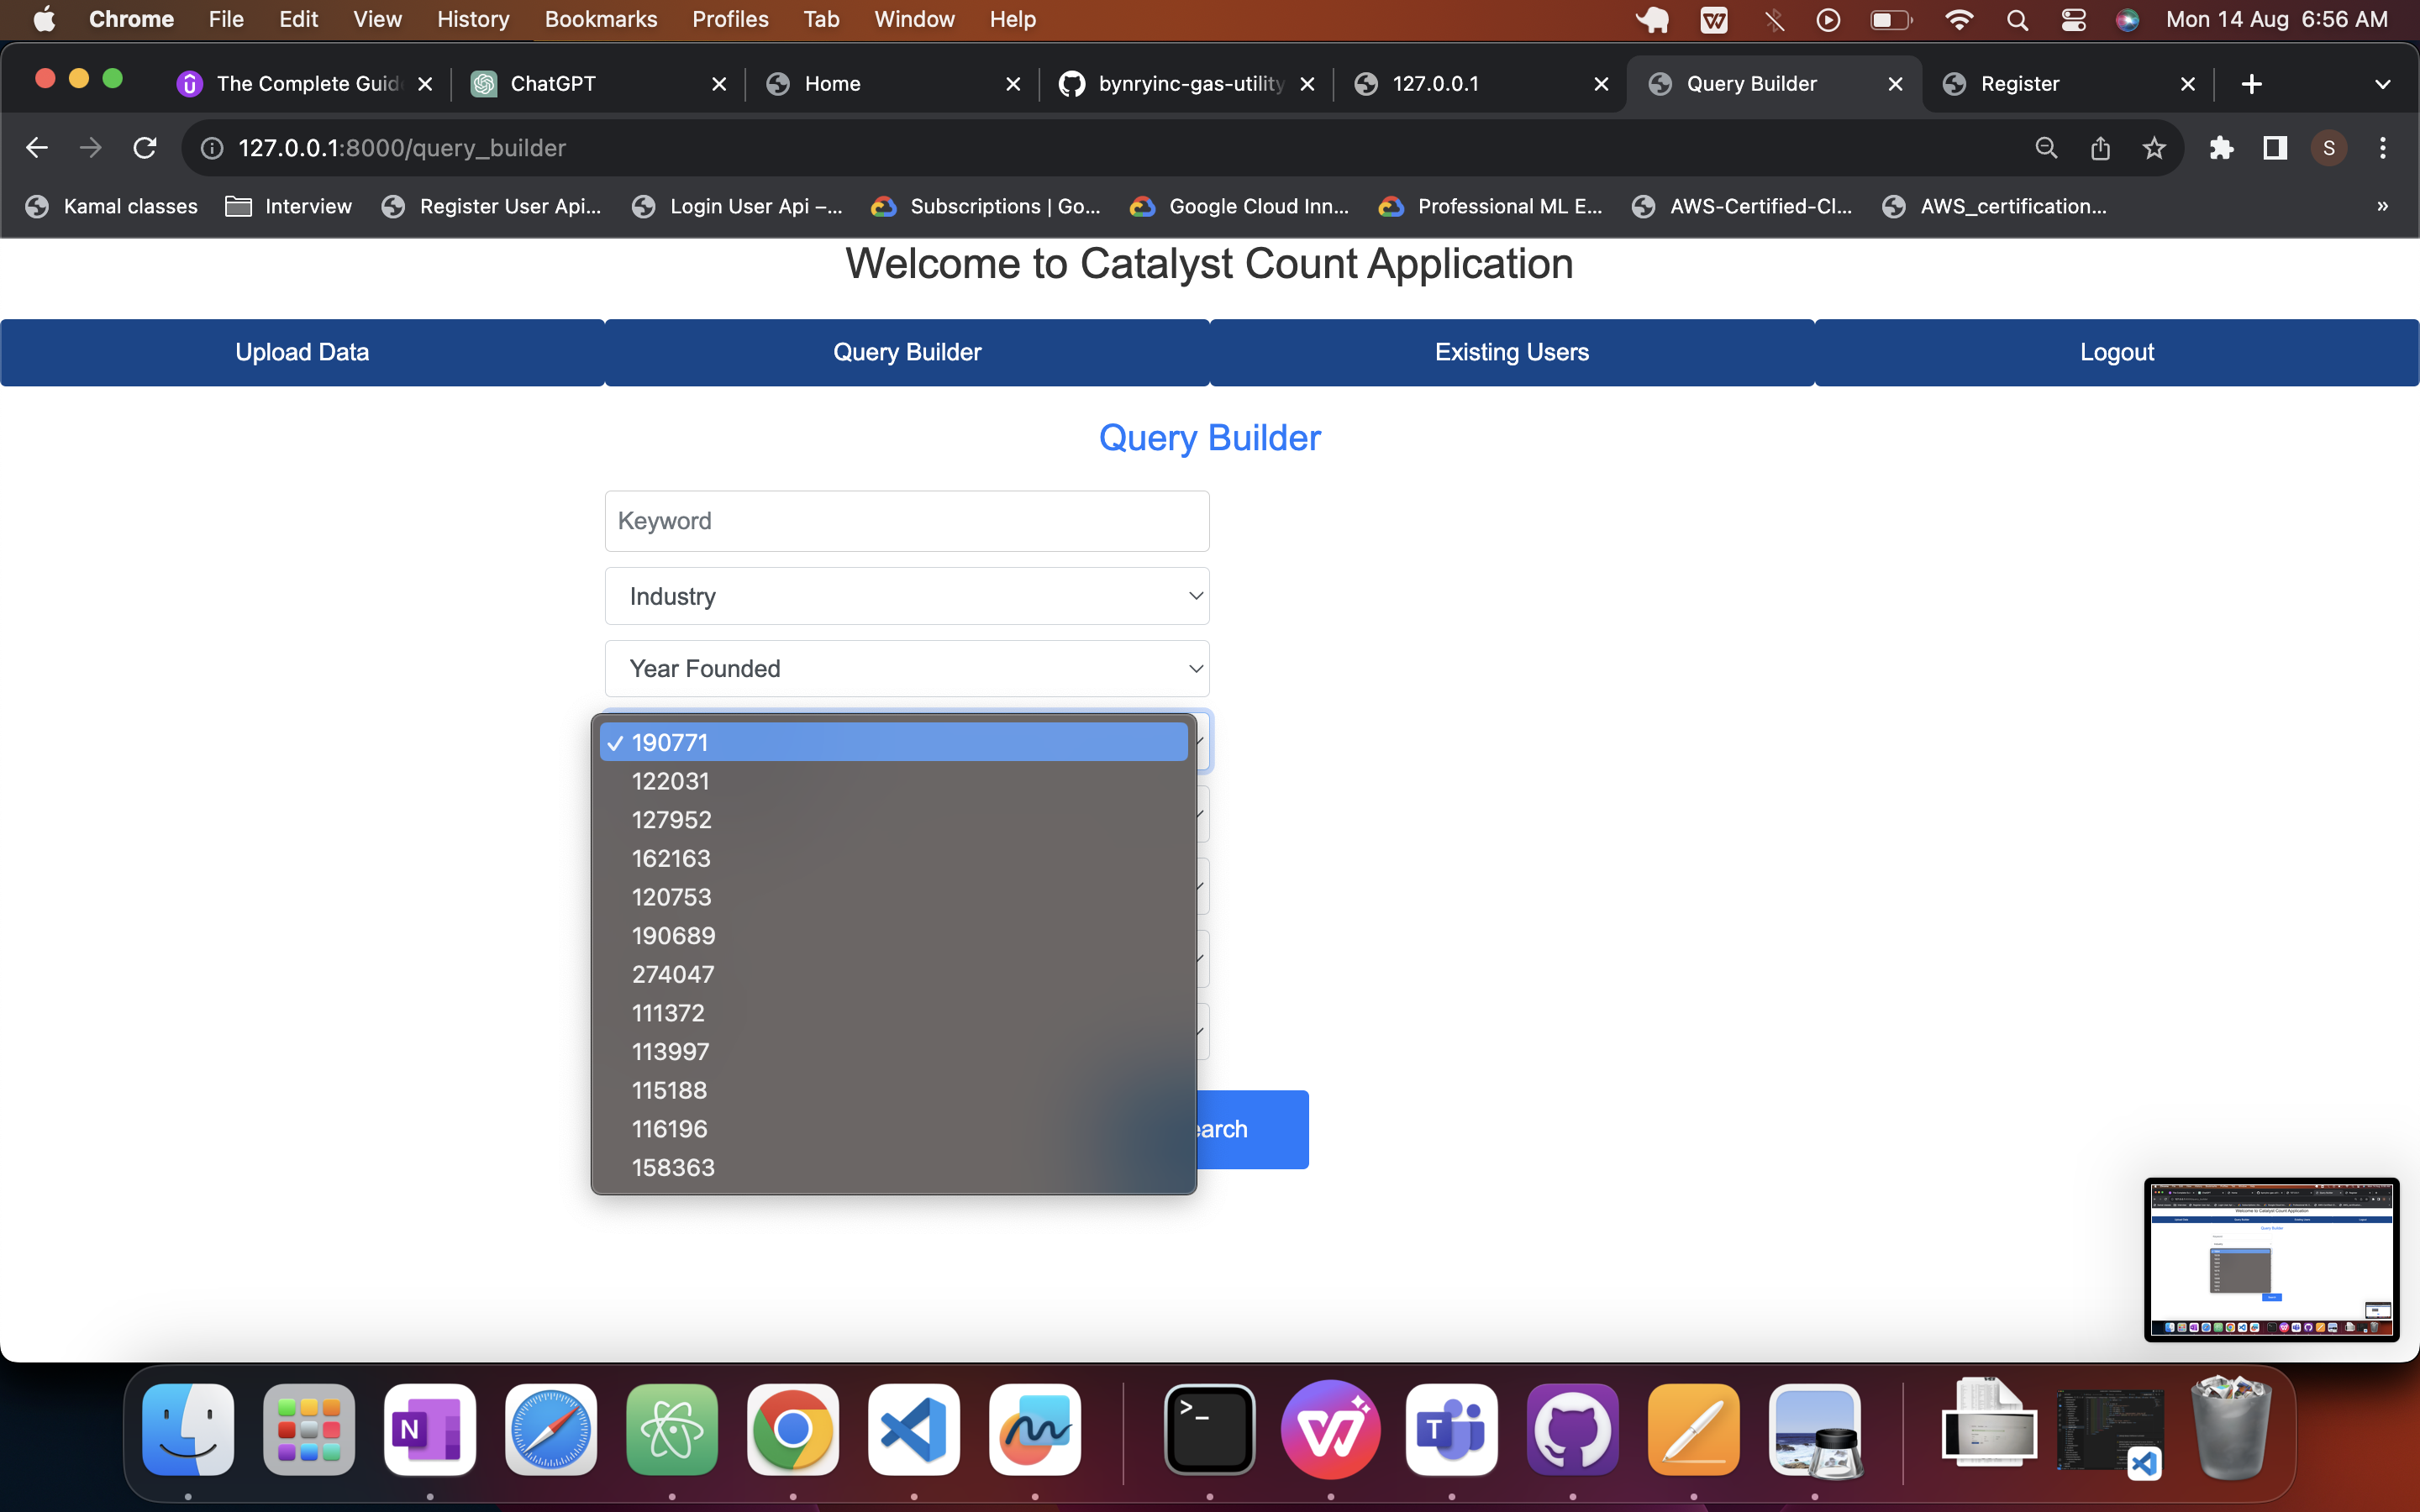 Chrome File Edit View History Bookmarks Profiles Tab Window Help Mon 14 Aug 6:56 AM
The Complete Guid ChatGPT Home bynryinc-gas-utility 127.0.0.1 Query Builder Register
127.0.0.1:8000/query_builder S
Kamal classes Interview Register User Api... Login User Api –... Subscriptions | Go... Google Cloud Inn... Professional ML E... AWS-Certified-Cl... AWS_certification... »
Welcome to Catalyst Count Application
Upload Data Query Builder Existing Users Logout
Query Builder
Keyword
Industry
Year Founded
✓ 190771
122031
127952
162163
120753
190689
274047
111372
113997
115188
116196
158363
earch